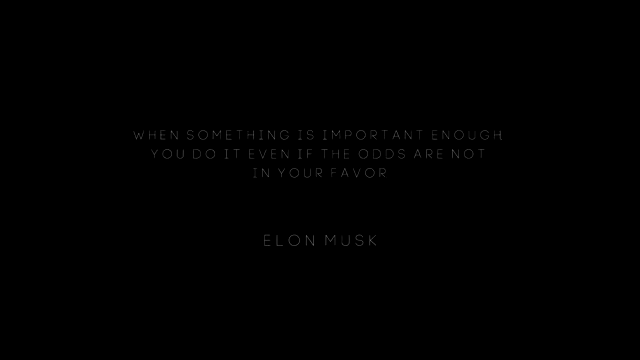 WHEN SOMETHING IS IMPORTANT ENOUGH
YOU DO IT EVEN IF THE ODDS ARE NOT
IN YOUR FAVOR
ELON MUSK